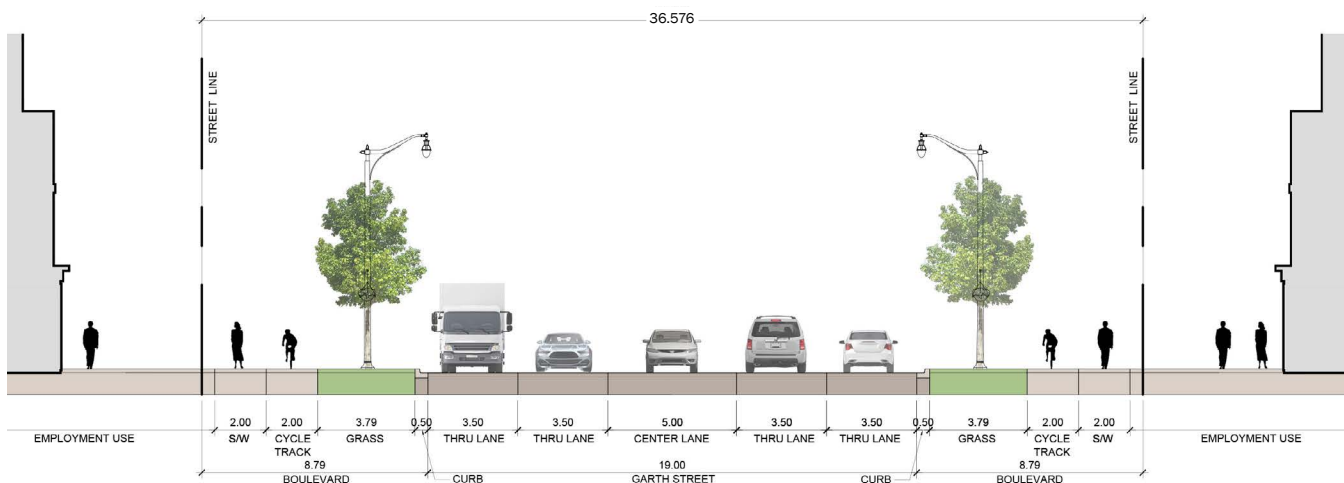 36.576
STREET LINE
STREET LINE
2.00 2.00 3.79 0.50 3.50 3.50 5.00 3.50 3.50 0.50 3.79 2.00 2.00
EMPLOYMENT USE S/W CYCLE TRACK GRASS THRU LANE THRU LANE CENTER LANE THRU LANE THRU LANE GRASS CYCLE TRACK S/W EMPLOYMENT USE
8.79 19.00 8.79
BOULEVARD CURB GARTH STREET CURB BOULEVARD